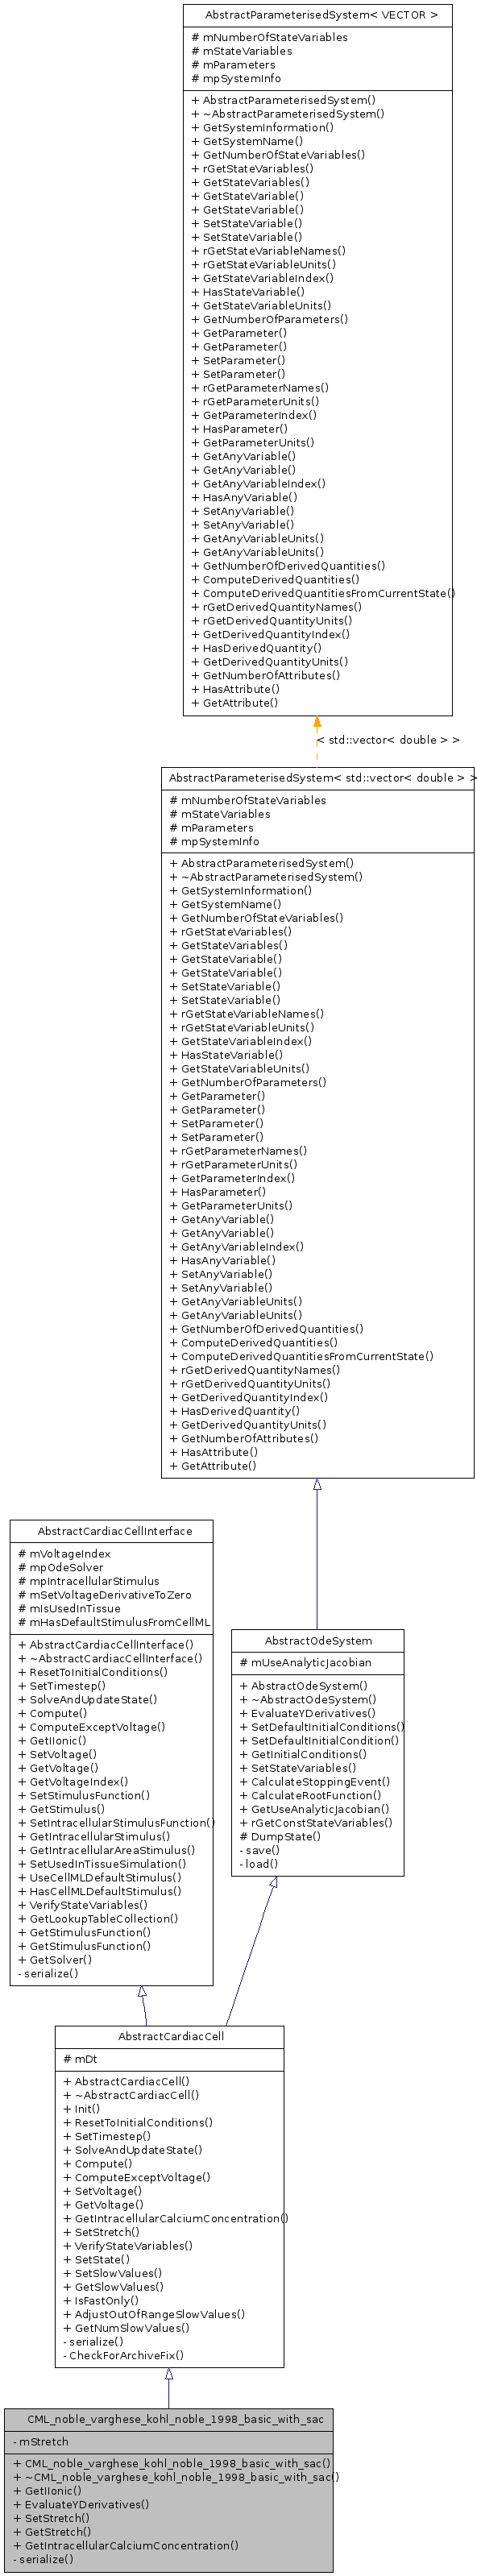 AbstractParameterisedSystem< VECTOR >
# mNumberOfStateVariables
# mStateVariables
# mParameters
# mpSystemInfo
+ AbstractParameterisedSystem()
+ ~AbstractParameterisedSystem()
+ GetSystemInformation()
+ GetSystemName()
+ GetNumberOfStateVariables()
+ rGetStateVariables()
+ GetStateVariables()
+ GetStateVariable()
+ GetStateVariable()
+ SetStateVariable()
+ SetStateVariable()
+ rGetStateVariableNames()
+ rGetStateVariableUnits()
+ GetStateVariableIndex()
+ HasStateVariable()
+ GetStateVariableUnits()
+ GetNumberOfParameters()
+ GetParameter()
+ GetParameter()
+ SetParameter()
+ SetParameter()
+ rGetParameterNames()
+ rGetParameterUnits()
+ GetParameterIndex()
+ HasParameter()
+ GetParameterUnits()
+ GetAnyVariable()
+ GetAnyVariable()
+ GetAnyVariableIndex()
+ HasAnyVariable()
+ SetAnyVariable()
+ SetAnyVariable()
+ GetAnyVariableUnits()
+ GetAnyVariableUnits()
+ GetNumberOfDerivedQuantities()
+ ComputeDerivedQuantities()
+ ComputeDerivedQuantitiesFromCurrentState()
+ rGetDerivedQuantityNames()
+ rGetDerivedQuantityUnits()
+ GetDerivedQuantityIndex()
+ HasDerivedQuantity()
+ GetDerivedQuantityUnits()
+ GetNumberOfAttributes()
+ HasAttribute()
+ GetAttribute()
< std::vector< double > >
AbstractParameterisedSystem< std::vector< double > >
# mNumberOfStateVariables
# mStateVariables
# mParameters
# mpSystemInfo
+ AbstractParameterisedSystem()
+ ~AbstractParameterisedSystem()
+ GetSystemInformation()
+ GetSystemName()
+ GetNumberOfStateVariables()
+ rGetStateVariables()
+ GetStateVariables()
+ GetStateVariable()
+ GetStateVariable()
+ SetStateVariable()
+ SetStateVariable()
+ rGetStateVariableNames()
+ rGetStateVariableUnits()
+ GetStateVariableIndex()
+ HasStateVariable()
+ GetStateVariableUnits()
+ GetNumberOfParameters()
+ GetParameter()
+ GetParameter()
+ SetParameter()
+ SetParameter()
+ rGetParameterNames()
+ rGetParameterUnits()
+ GetParameterIndex()
+ HasParameter()
+ GetParameterUnits()
+ GetAnyVariable()
+ GetAnyVariable()
+ GetAnyVariableIndex()
+ HasAnyVariable()
+ SetAnyVariable()
+ SetAnyVariable()
+ GetAnyVariableUnits()
+ GetAnyVariableUnits()
+ GetNumberOfDerivedQuantities()
+ ComputeDerivedQuantities()
+ ComputeDerivedQuantitiesFromCurrentState()
+ rGetDerivedQuantityNames()
+ rGetDerivedQuantityUnits()
+ GetDerivedQuantityIndex()
+ HasDerivedQuantity()
+ GetDerivedQuantityUnits()
+ GetNumberOfAttributes()
+ HasAttribute()
+ GetAttribute()
AbstractCardiacCellInterface
# mVoltageIndex
# mpOdeSolver
# mpIntracellularStimulus
# mSetVoltageDerivativeToZero
# mIsUsedInTissue
# mHasDefaultStimulusFromCellML
+ AbstractCardiacCellInterface()
+ ~AbstractCardiacCellInterface()
+ ResetToInitialConditions()
+ SetTimestep()
+ SolveAndUpdateState()
+ Compute()
+ ComputeExceptVoltage()
+ GetIIonic()
+ SetVoltage()
+ GetVoltage()
+ GetVoltageIndex()
+ SetStimulusFunction()
+ GetStimulus()
+ SetIntracellularStimulusFunction()
+ GetIntracellularStimulus()
+ GetIntracellularAreaStimulus()
+ SetUsedInTissueSimulation()
+ UseCellMLDefaultStimulus()
+ HasCellMLDefaultStimulus()
+ VerifyStateVariables()
+ GetLookupTableCollection()
+ GetStimulusFunction()
+ GetStimulusFunction()
+ GetSolver()
- serialize()
AbstractOdeSystem
# mUseAnalyticJacobian
+ AbstractOdeSystem()
+ ~AbstractOdeSystem()
+ EvaluateYDerivatives()
+ SetDefaultInitialConditions()
+ SetDefaultInitialCondition()
+ GetInitialConditions()
+ SetStateVariables()
+ CalculateStoppingEvent()
+ CalculateRootFunction()
+ GetUseAnalyticJacobian()
+ rGetConstStateVariables()
# DumpState()
- save()
- load()
AbstractCardiacCell
# mDt
+ AbstractCardiacCell()
+ ~AbstractCardiacCell()
+ Init()
+ ResetToInitialConditions()
+ SetTimestep()
+ SolveAndUpdateState()
+ Compute()
+ ComputeExceptVoltage()
+ SetVoltage()
+ GetVoltage()
+ GetIntracellularCalciumConcentration()
+ SetStretch()
+ VerifyStateVariables()
+ SetState()
+ SetSlowValues()
+ GetSlowValues()
+ IsFastOnly()
+ AdjustOutOfRangeSlowValues()
+ GetNumSlowValues()
- serialize()
- CheckForArchiveFix()
CML_noble_varghese_kohl_noble_1998_basic_with_sac
- mStretch
+ CML_noble_varghese_kohl_noble_1998_basic_with_sac()
+ ~CML_noble_varghese_kohl_noble_1998_basic_with_sac()
+ GetIIonic()
+ EvaluateYDerivatives()
+ SetStretch()
+ GetStretch()
+ GetIntracellularCalciumConcentration()
- serialize()